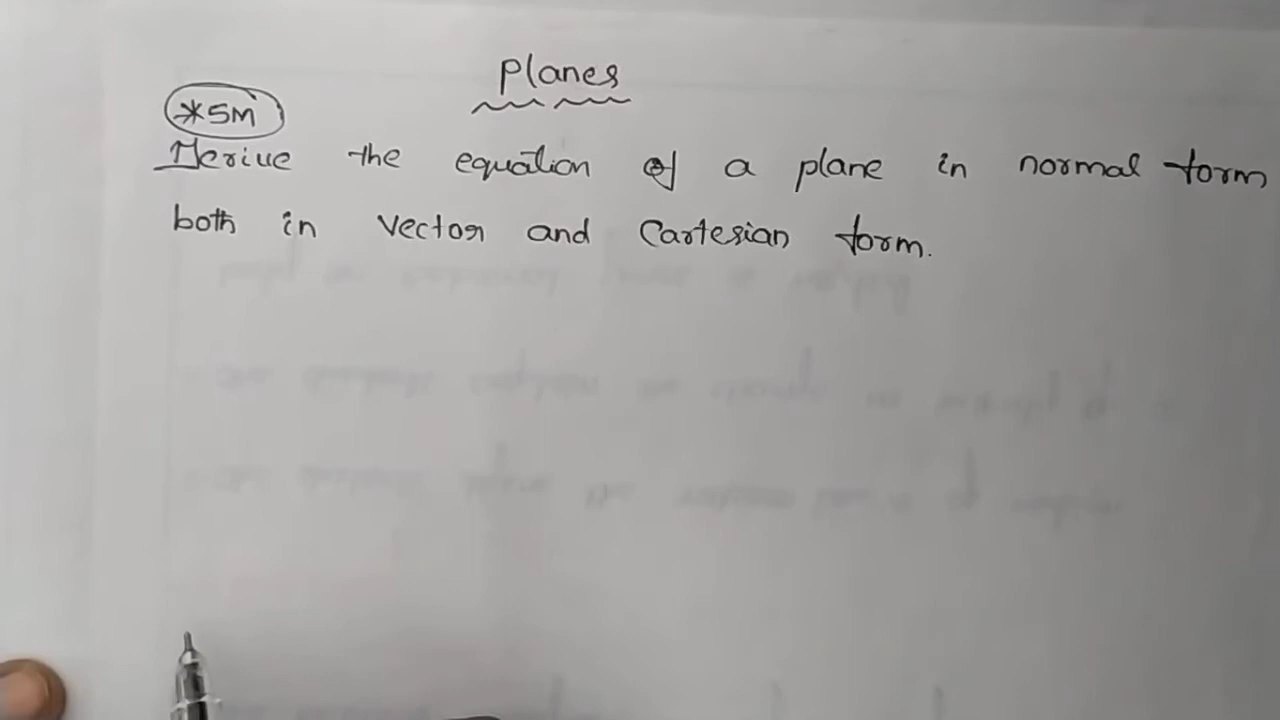 Planes
*5M
Derive the equation of a plane in normal form
both in Vector and Cartesian form.